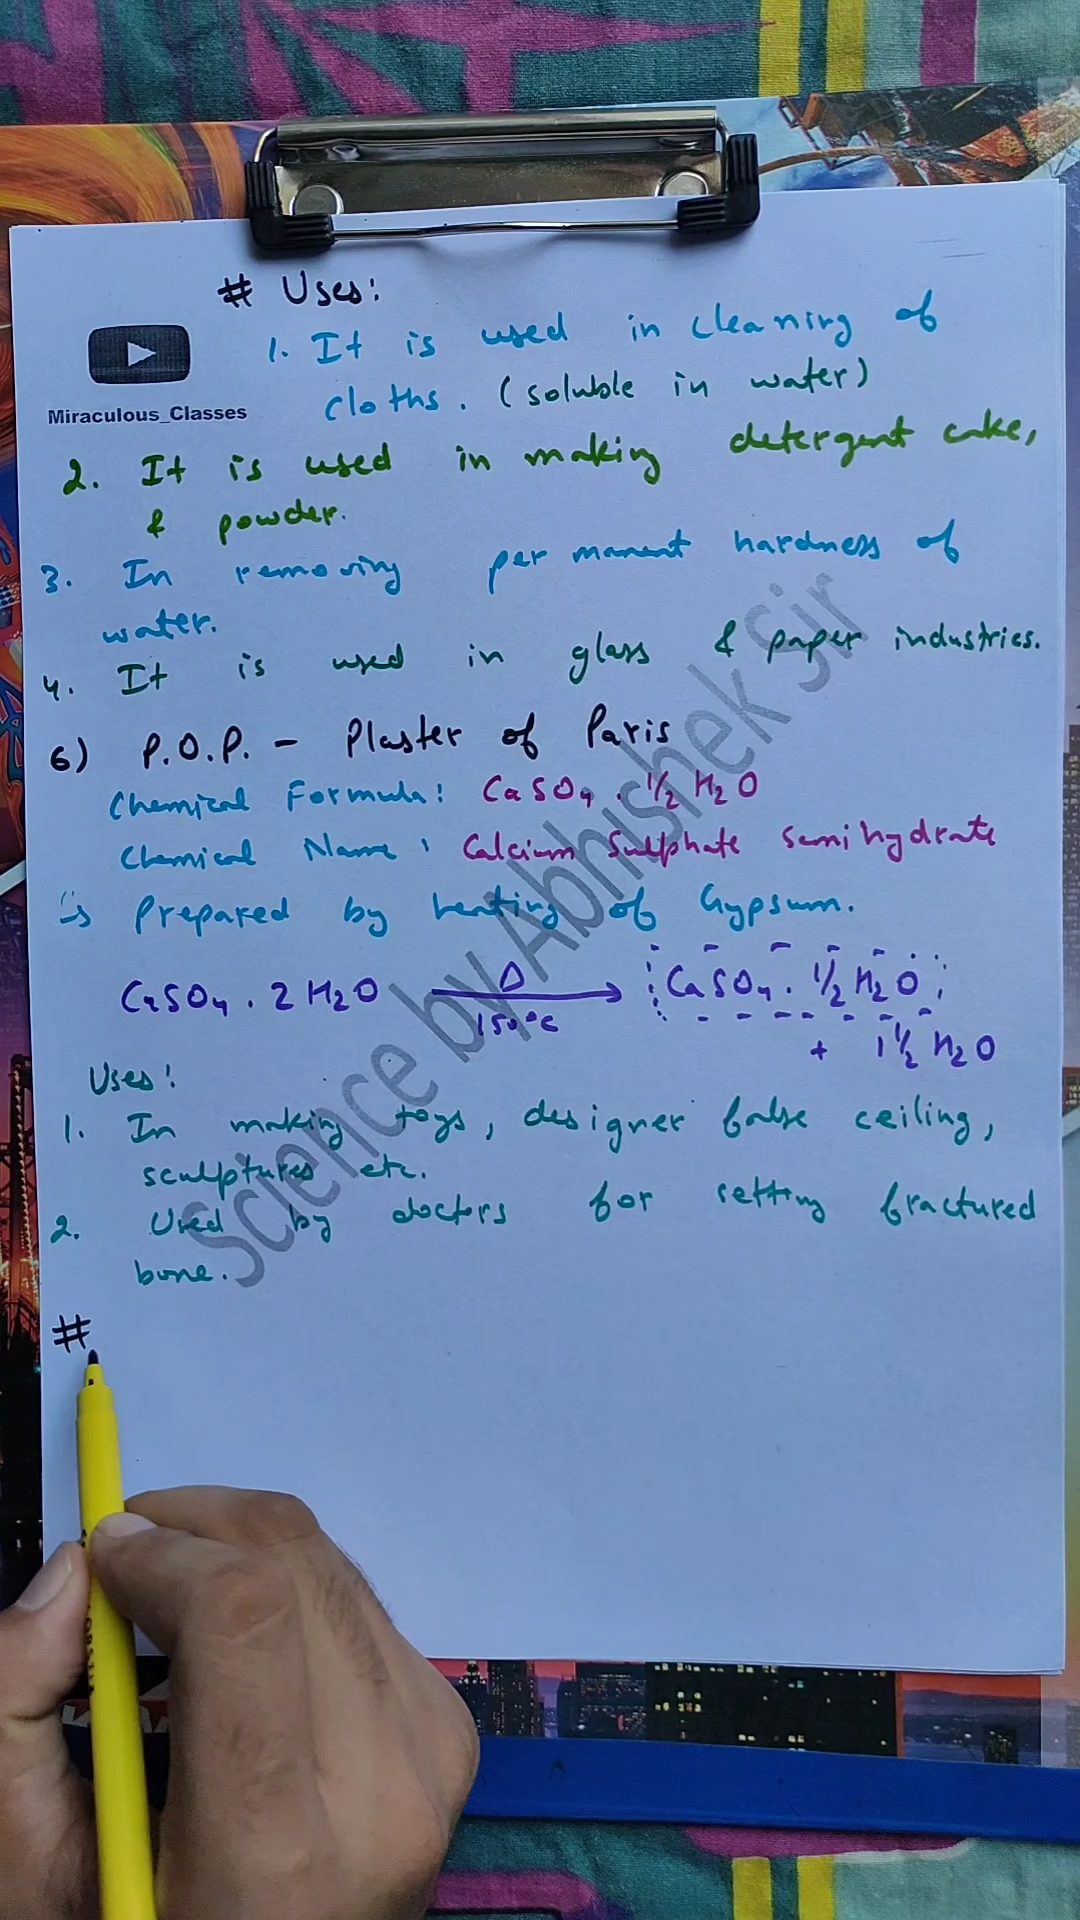 # Uses:
1. It is used in cleaning of
cloths. (soluble in water)
Miraculous_Classes
2. It is used in making detergent cake,
& powder.
3. In removing permanent hardness of
water.
4. It is used in glass & paper industries.
6) P.O.P. - Plaster of Paris
Chemical Formula: CaSO4 . 1/2 H2O
Chemical Name: Calcium Sulphate semihydrate
is Prepared by heating of Gypsum.
CaSO4 . 2H2O Δ → 150°C CaSO4 . 1/2 H2O
+ 1 1/2 H2O
Uses:
1. In making toys, designer false ceiling,
sculptures etc.
2. Used by doctors for setting fractured
bone.
#
Science by Abhishek Sir